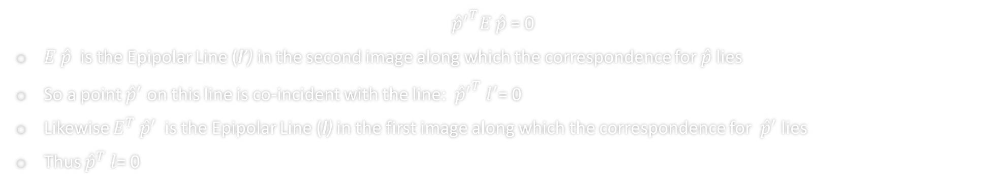 p̂′ᵀ E p̂ = 0
○ E p̂ is the Epipolar Line (l′) in the second image along which the correspondence for p̂ lies
○ So a point p̂′ on this line is co-incident with the line: p̂′ᵀ l′= 0
○ Likewise Eᵀ p̂′ is the Epipolar Line (l) in the first image along which the correspondence for p̂′ lies
○ Thus p̂ᵀ l= 0